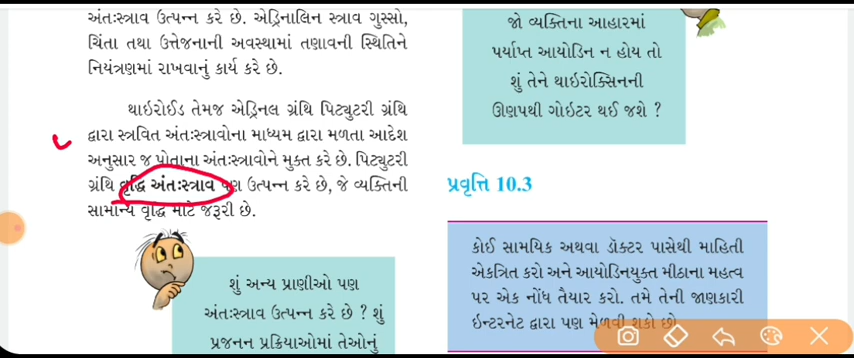 અંતઃસ્ત્રાવ ઉત્પન્ન કરે છે. એડ્રિનાલિન સ્ત્રાવ ગુસ્સો,
ચિંતા તથા ઉત્તેજનાની અવસ્થામાં તણાવની સ્થિતિને
નિયંત્રણમાં રાખવાનું કાર્ય કરે છે.
થાઇરોઈડ તેમજ એડ્રિનલ ગ્રંથિ પિટ્યુટરી ગ્રંથિ
દ્વારા સ્ત્રવિત અંતઃસ્ત્રાવોના માધ્યમ દ્વારા મળતા આદેશ
અનુસાર જ પોતાના અંતઃસ્ત્રાવોને મુક્ત કરે છે. પિટ્યુટરી
ગ્રંથિ વૃદ્ધિ અંતઃસ્ત્રાવ પણ ઉત્પન્ન કરે છે, જે વ્યક્તિની
સામાન્ય વૃદ્ધિ માટે જરૂરી છે.
શું અન્ય પ્રાણીઓ પણ
અંતઃસ્ત્રાવ ઉત્પન્ન કરે છે ? શું
પ્રજનન પ્રક્રિયાઓમાં તેઓનું
જો વ્યક્તિના આહારમાં
પર્યાપ્ત આયોડિન ન હોય તો
શું તેને થાઇરોક્સિનની
ઊણપથી ગોઇટર થઈ જશે ?
પ્રવૃત્તિ 10.3
કોઈ સામયિક અથવા ડૉક્ટર પાસેથી માહિતી
એકત્રિત કરો અને આયોડિનયુક્ત મીઠાના મહત્વ
પર એક નોંધ તૈયાર કરો. તમે તેની જાણકારી
ઇન્ટરનેટ દ્વારા પણ મેળવી શકો છો.